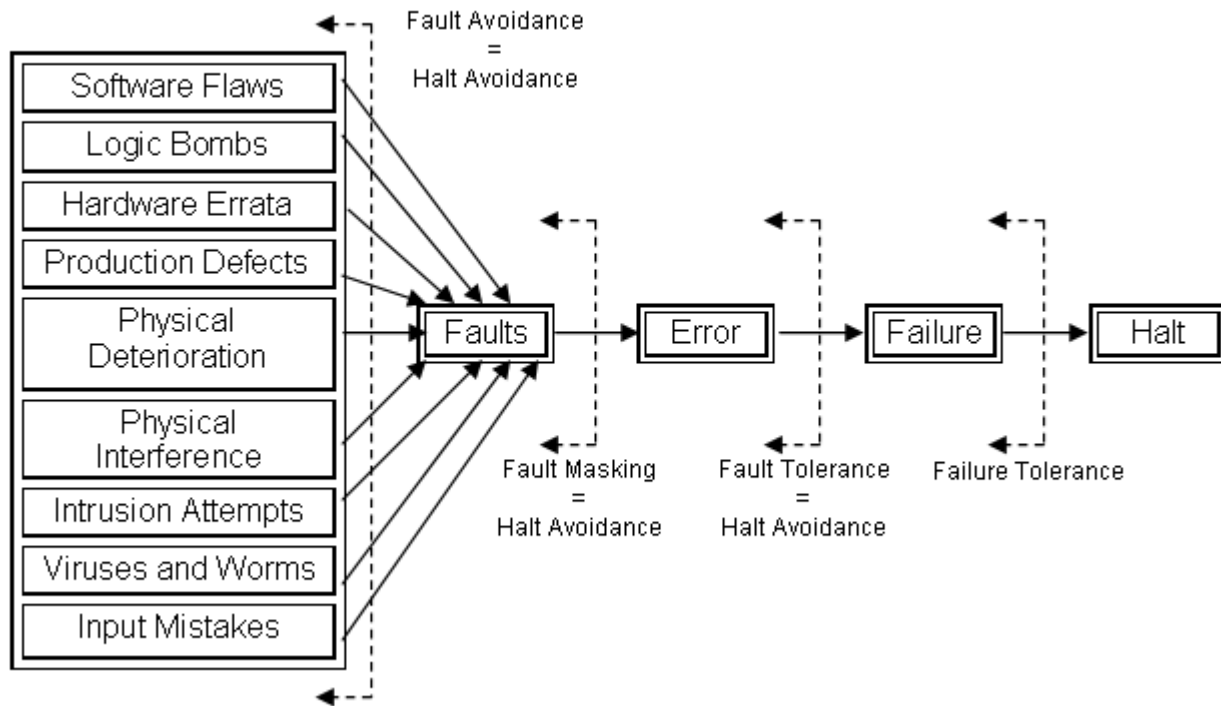 Fault Avoidance
=
Halt Avoidance
Software Flaws
Logic Bombs
Hardware Errata
Production Defects
Physical
Deterioration
Physical
Interference
Intrusion Attempts
Viruses and Worms
Input Mistakes
Faults
Error
Failure
Halt
Fault Masking
=
Halt Avoidance
Fault Tolerance
=
Halt Avoidance
Failure Tolerance